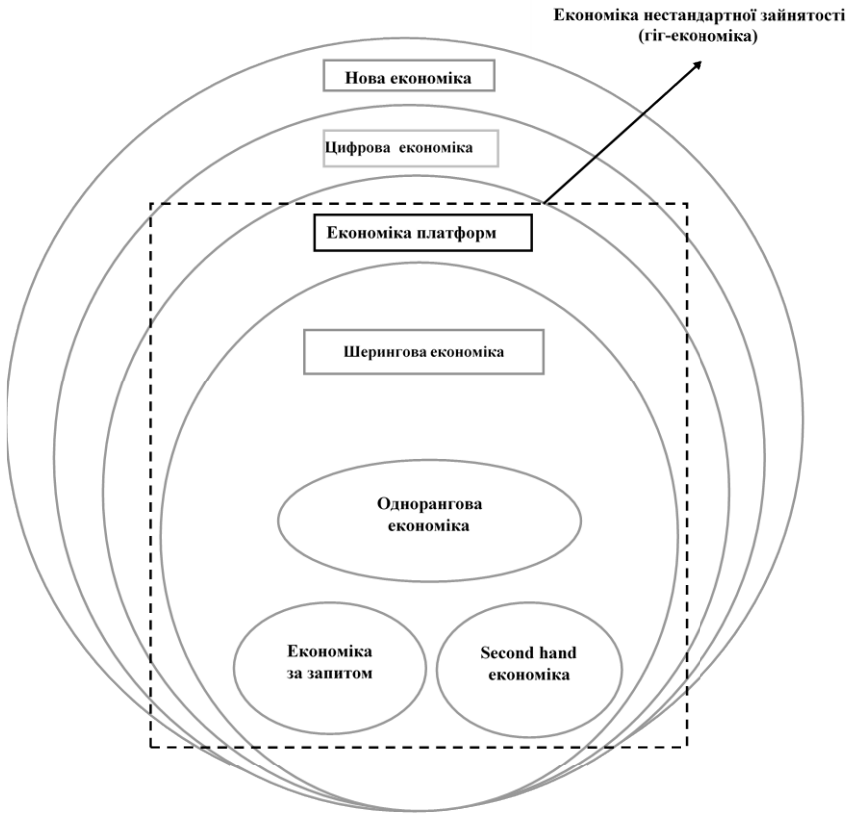 Економіка нестандартної зайнятості
(гіг-економіка)
Нова економіка
Цифрова економіка
Економіка платформ
Шерингова економіка
Однорангова
економіка
Економіка
за запитом
Second hand
економіка